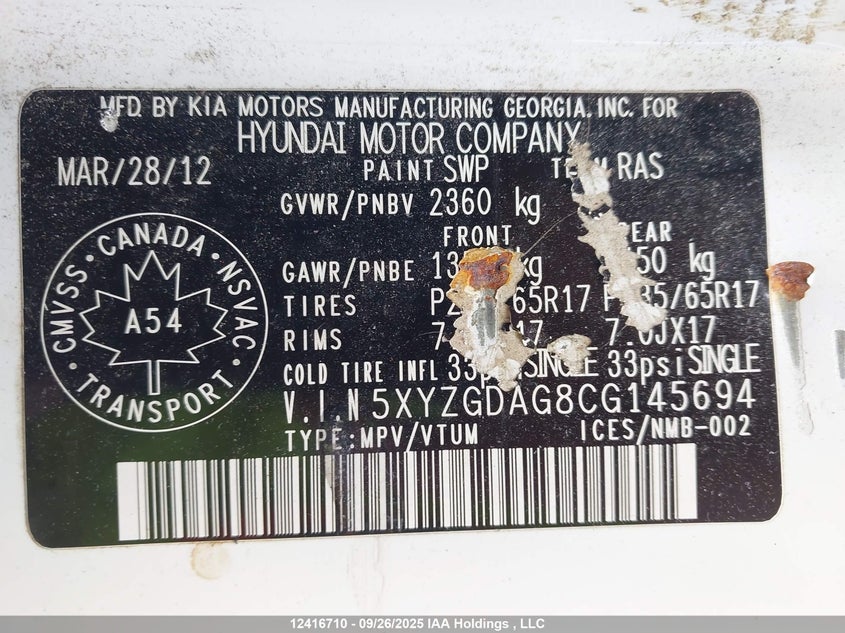 MFD. BY KIA MOTORS MANUFACTURING GEORGIA, INC. FOR
HYUNDAI MOTOR COMPANY
MAR/28/12 PAINT SWP RAS
GVWR/PNBV 2360 kg
FRONT
GAWR/PNBE kg kg
TIRES
RIMS
COLD TIRE INFL SINGLE 33psi SINGLE
V.I.N 5XYZGDAG8CG145694
TYPE:MPV/VTUM ICES/NMB-002
CMVSS · CANADA · NSVAC · TRANSPORT ·
A54
12416710 - 09/26/2025 IAA Holdings , LLC